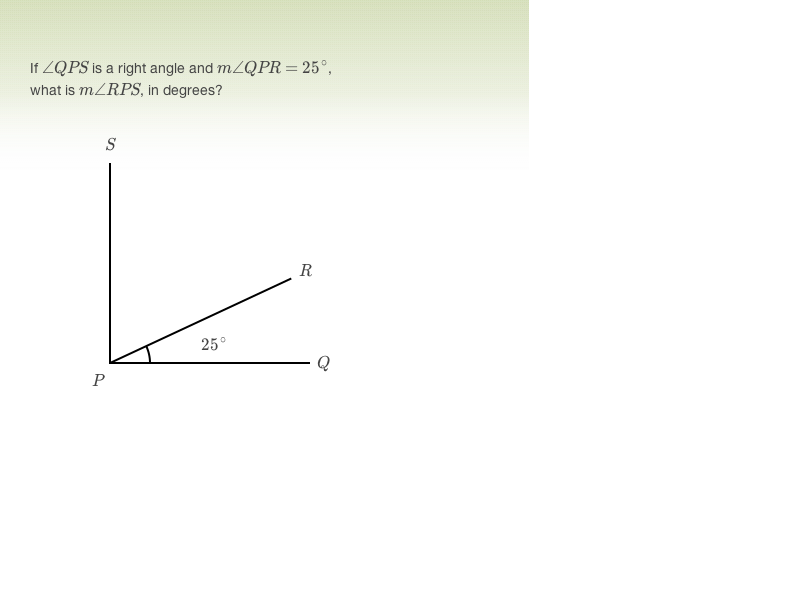 If ∠QPS is a right angle and m∠QPR = 25°,
what is m∠RPS, in degrees?
S
R
25°
Q
P